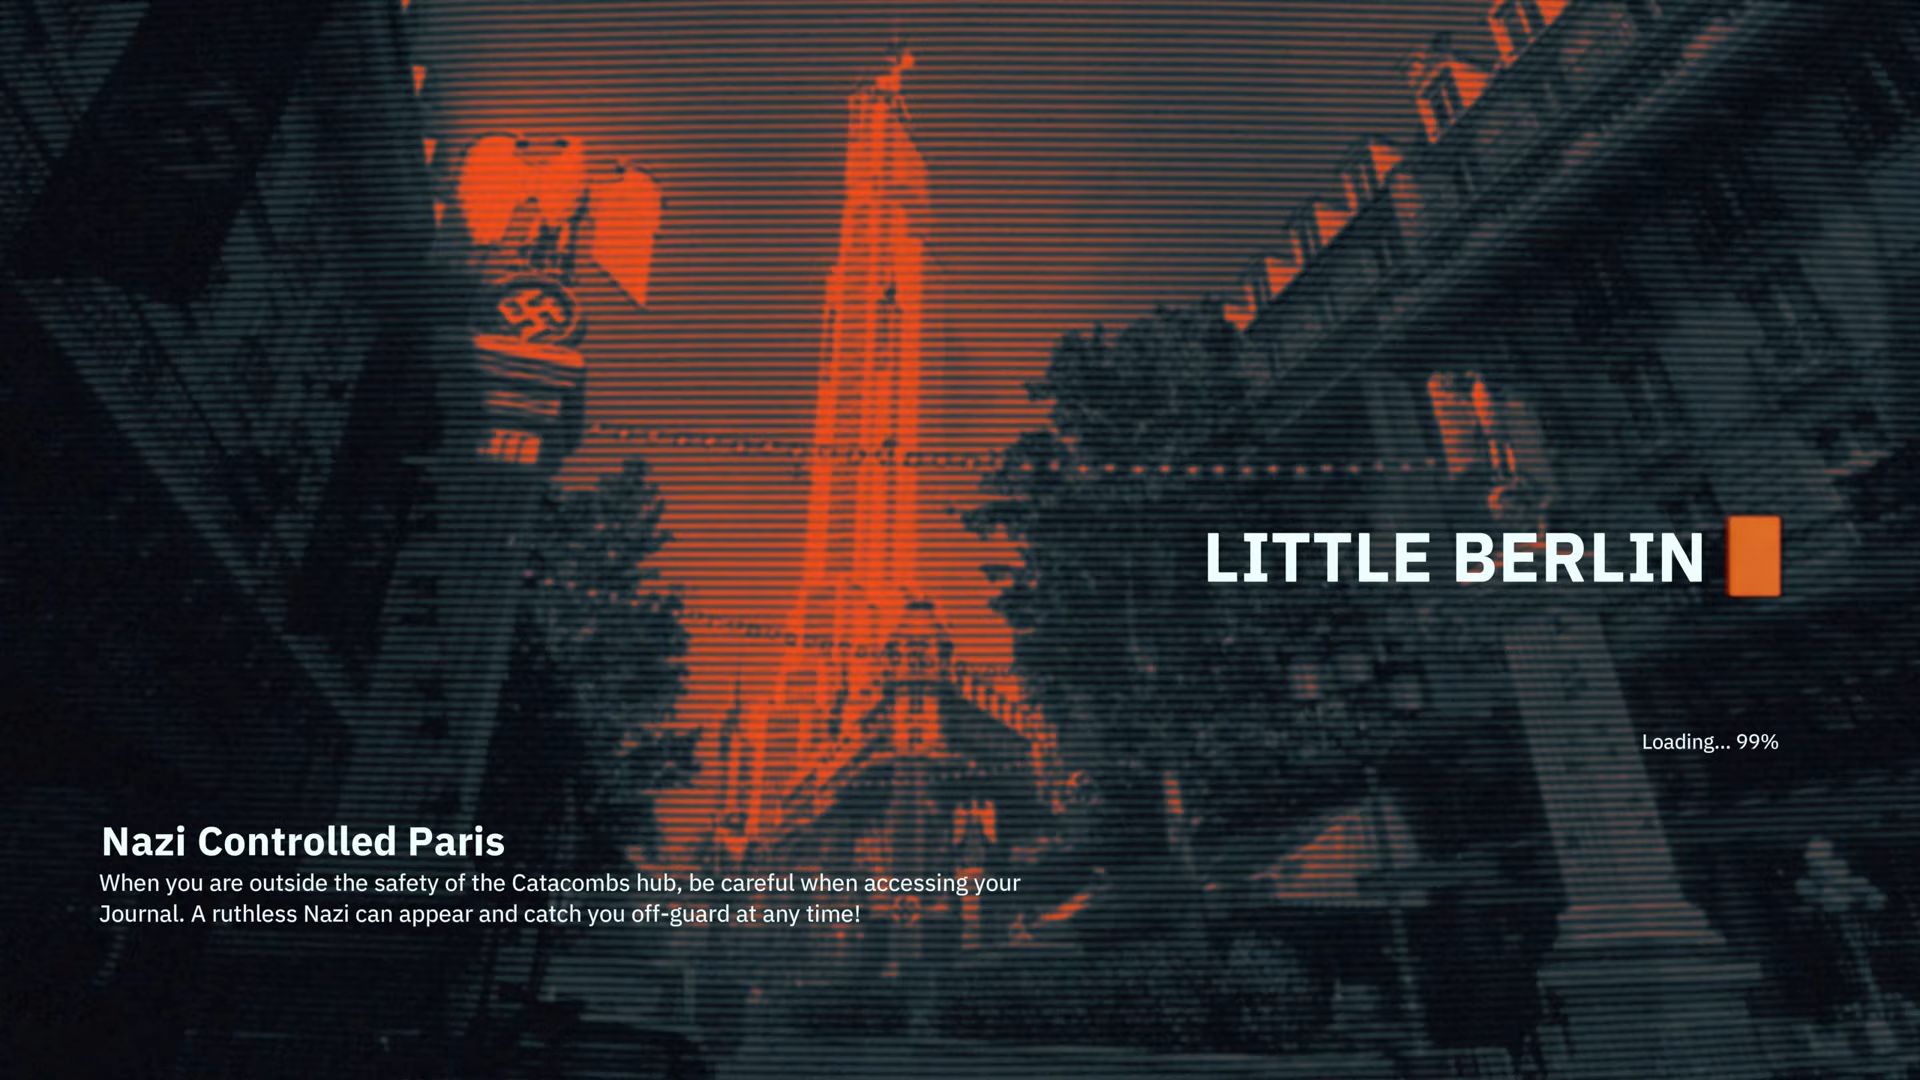 LITTLE BERLIN
Loading... 99%
Nazi Controlled Paris
When you are outside the safety of the Catacombs hub, be careful when accessing your
Journal. A ruthless Nazi can appear and catch you off-guard at any time!